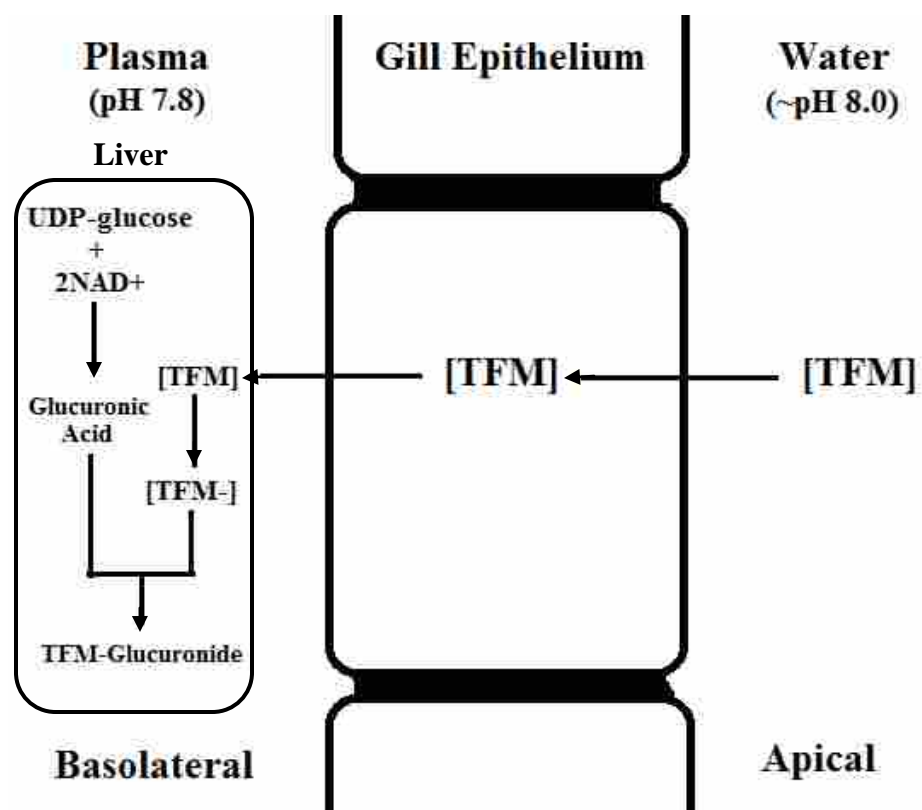 Plasma
(pH 7.8)
Gill Epithelium
Water
(~pH 8.0)
Liver
UDP-glucose
+
2NAD+
Glucuronic
Acid
[TFM]
[TFM-]
TFM-Glucuronide
[TFM]
[TFM]
Basolateral
Apical